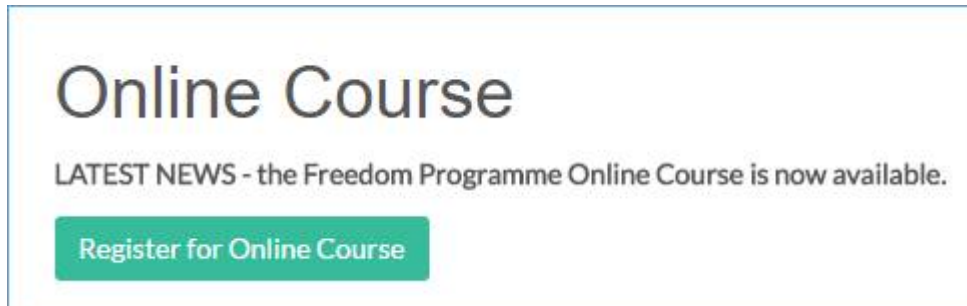 Online Course
LATEST NEWS - the Freedom Programme Online Course is now available.
Register for Online Course